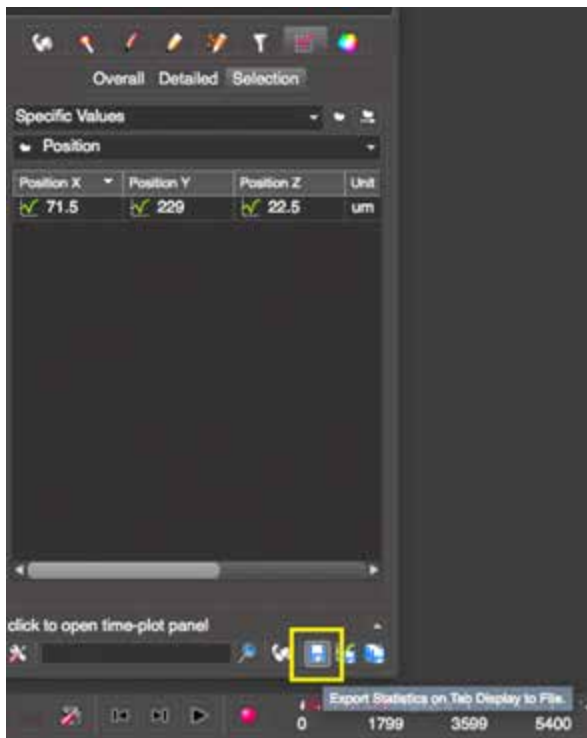 Overall Detailed Selection
Specific Values
Position
Position X Position Y Position Z Unit
71.5 229 22.5 um
click to open time-plot panel
Export Statistics on Tab Display to File.
0 1799 3599 5400